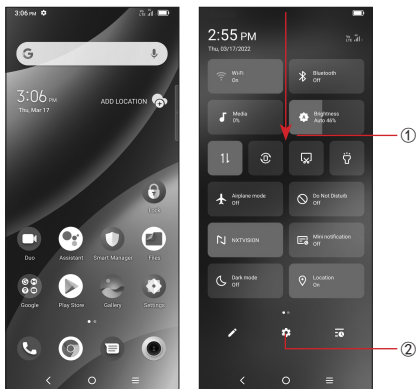 3:06 PM
G
3:06 PM
Thu, Mar 17
ADD LOCATION
Lock
Duo
Assistant
Smart Manager
Files
Google
Play Store
Gallery
Settings
2:55 PM
Thu, 03/17/2022
Wi-Fi
On
Bluetooth
Off
Media
0%
Brightness
Auto 46%
Airplane mode
Off
Do Not Disturb
Off
NXTVISION
Mini notification
Off
Dark mode
Off
Location
On
①
②